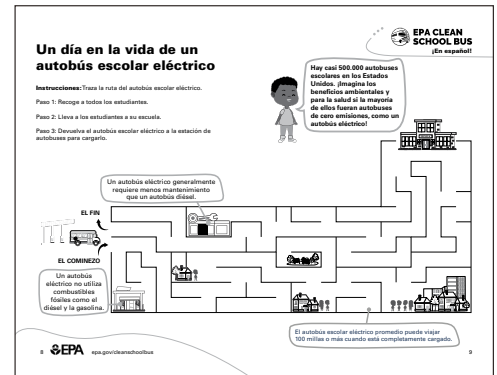 EPA CLEAN
SCHOOL BUS
¡En español!
Un día en la vida de un
autobús escolar eléctrico
Instrucciones: Traza la ruta del autobús escolar eléctrico.
Paso 1: Recoge a todos los estudiantes.
Paso 2: Lleva a los estudiantes a su escuela.
Paso 3: Devuelva el autobús escolar eléctrico a la estación de
autobuses para cargarlo.
Hay casi 500.000 autobuses
escolares en los Estados
Unidos. ¡Imagina los
beneficios ambientales y
para la salud si la mayoría
de ellos fueran autobuses
de cero emisiones, como un
autobús eléctrico!
Un autobús eléctrico generalmente
requiere menos mantenimiento
que un autobús diésel.
EL FIN
EL COMINEZO
Un autobús
eléctrico no utiliza
combustibles
fósiles como el
diésel y la gasolina.
El autobús escolar eléctrico promedio puede viajar
100 millas o más cuando está completamente cargado.
8 EPA epa.gov/cleanschoolbus
9